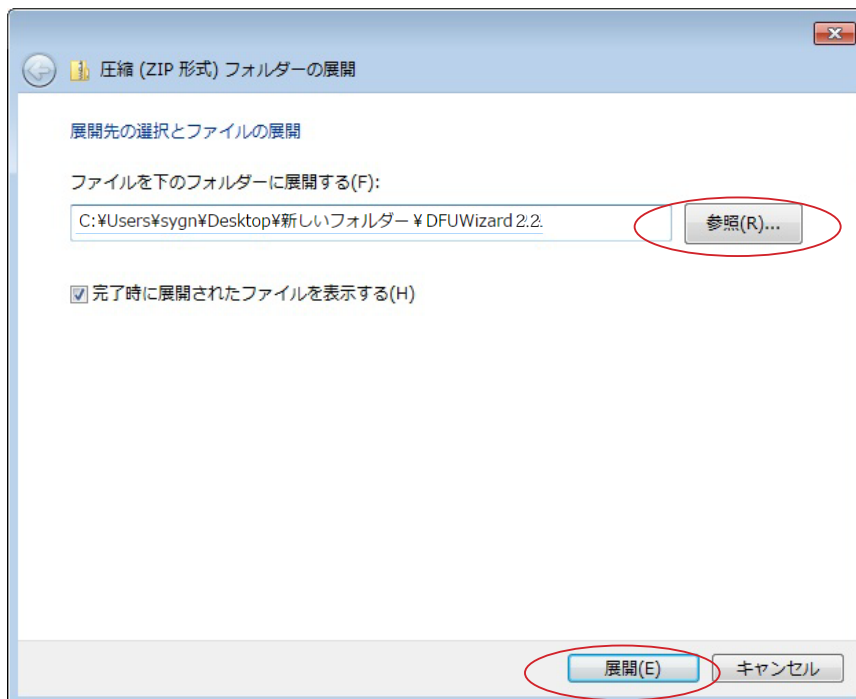 圧縮 (ZIP 形式) フォルダーの展開
展開先の選択とファイルの展開
ファイルを下のフォルダーに展開する(F):
C:¥Users¥sygn¥Desktop¥新しいフォルダー ¥ DFUWizard 2.2.
参照(R)...
完了時に展開されたファイルを表示する(H)
展開(E)
キャンセル